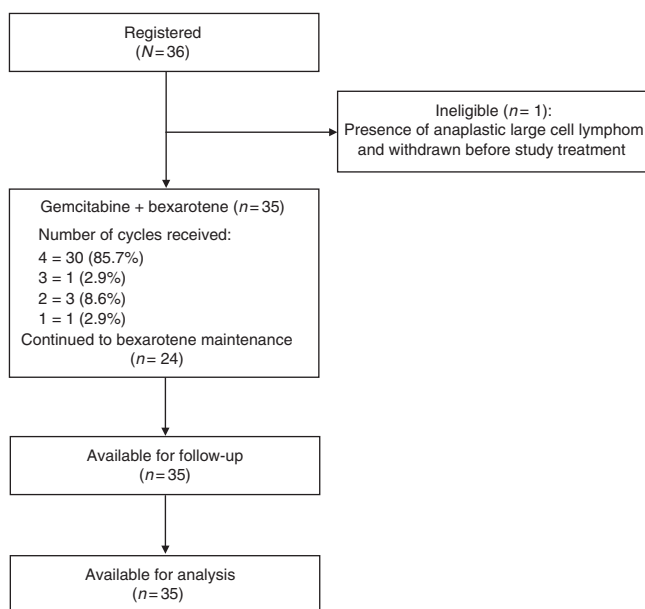 Registered
(N = 36)
Ineligible (n = 1):
Presence of anaplastic large cell lymphom
and withdrawn before study treatment
Gemcitabine + bexarotene (n = 35)
Number of cycles received:
4 = 30 (85.7%)
3 = 1 (2.9%)
2 = 3 (8.6%)
1 = 1 (2.9%)
Continued to bexarotene maintenance
(n = 24)
Available for follow-up
(n = 35)
Available for analysis
(n = 35)